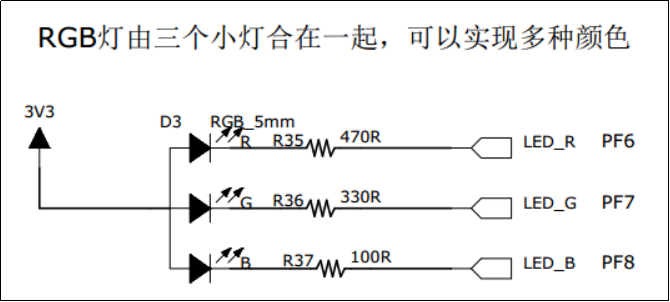 RGB灯由三个小灯合在一起，可以实现多种颜色
3V3
D3 RGB_5mm
R R35 470R LED_R PF6
G R36 330R LED_G PF7
B R37 100R LED_B PF8